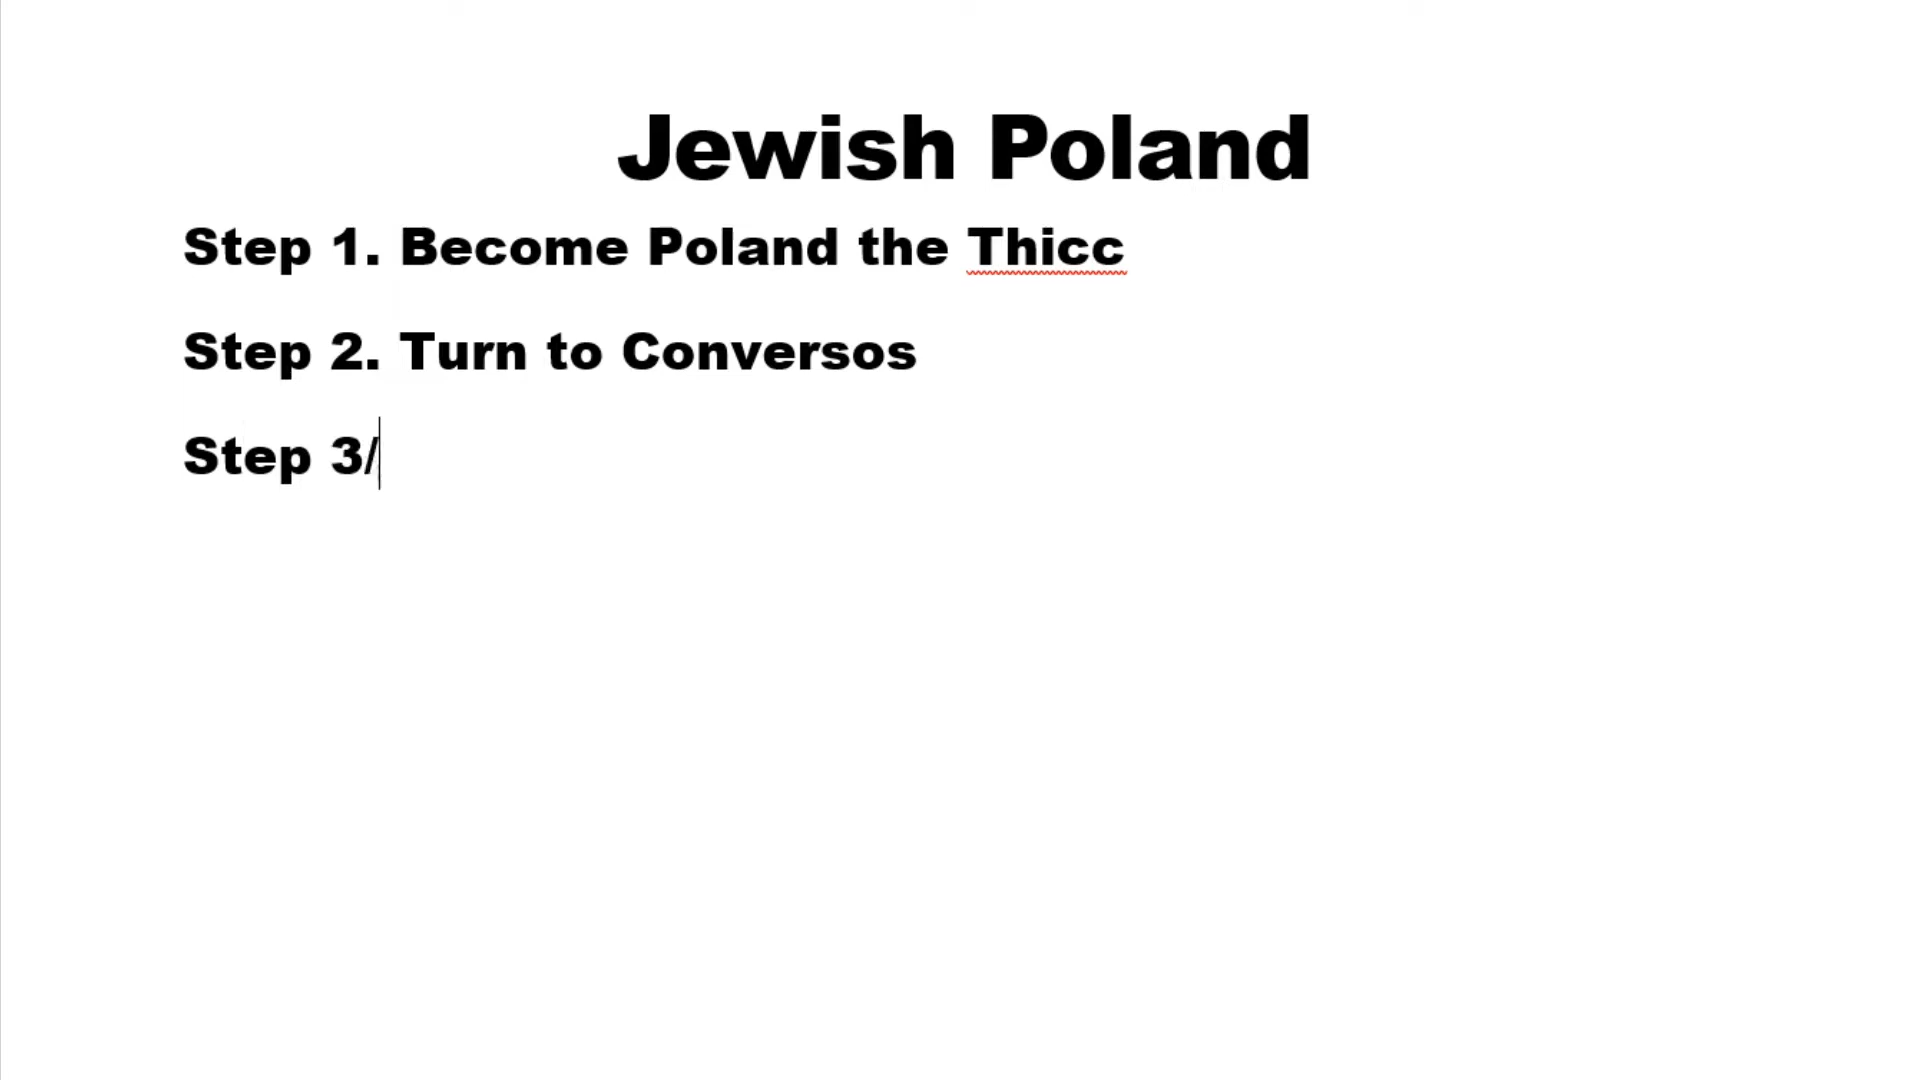 Jewish Poland
Step 1. Become Poland the Thicc
Step 2. Turn to Conversos
Step 3/